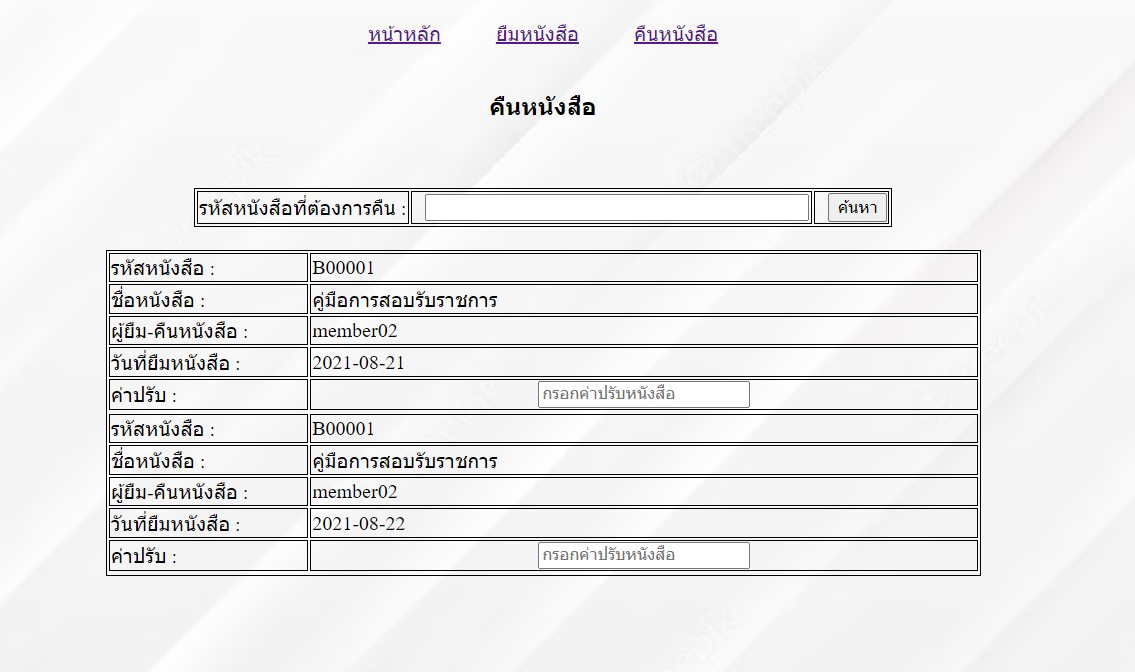 หน้าหลัก ยืมหนังสือ คืนหนังสือ
คืนหนังสือ
รหัสหนังสือที่ต้องการคืน : ค้นหา
รหัสหนังสือ : B00001
ชื่อหนังสือ : คู่มือการสอบรับราชการ
ผู้ยืม-คืนหนังสือ : member02
วันที่ยืมหนังสือ : 2021-08-21
ค่าปรับ : กรอกค่าปรับหนังสือ
รหัสหนังสือ : B00001
ชื่อหนังสือ : คู่มือการสอบรับราชการ
ผู้ยืม-คืนหนังสือ : member02
วันที่ยืมหนังสือ : 2021-08-22
ค่าปรับ : กรอกค่าปรับหนังสือ